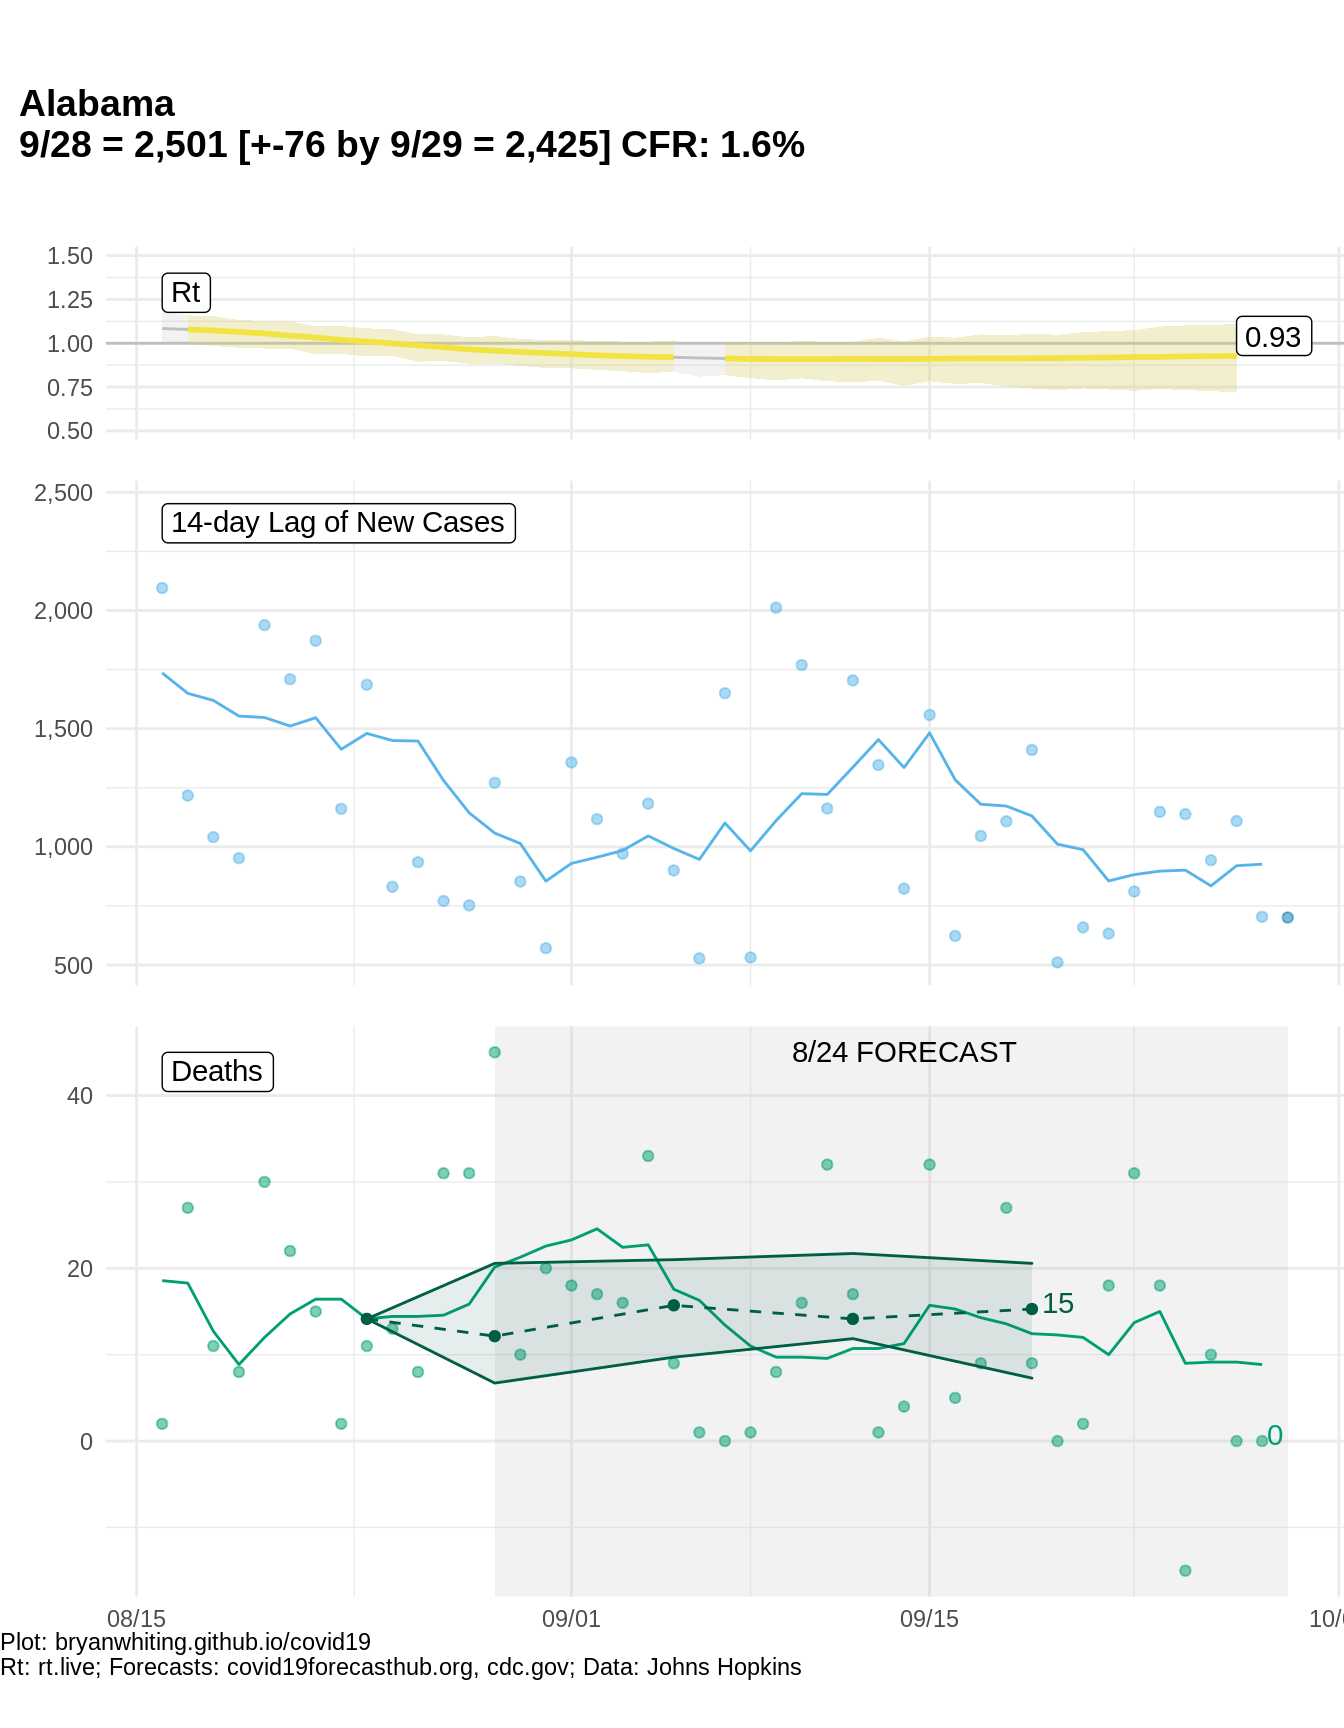 Alabama
9/28 = 2,501 [+-76 by 9/29 = 2,425] CFR: 1.6%
1.50
Rt
1.25
1.00
0.93
0.75
0.50
2,500
14-day Lag of New Cases
2,000
1,500
1,000
500
8/24 FORECAST
Deaths
40
20
15
0
0
08/15
09/01
09/15
10/0
Plot: bryanwhiting.github.io/covid19
Rt: rt.live; Forecasts: covid19forecasthub.org, cdc.gov; Data: Johns Hopkins